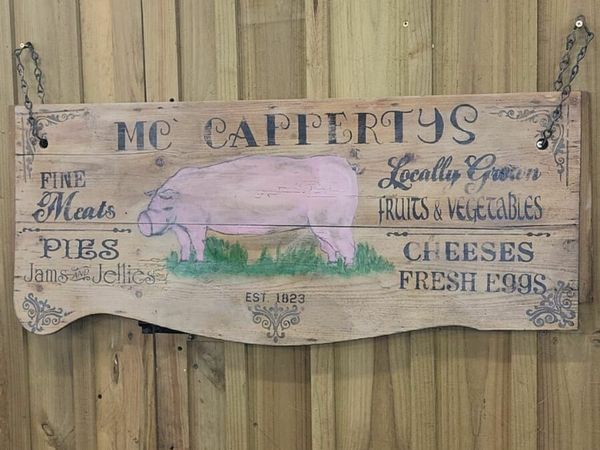 MC' CAFFERTYS
FINE
Meats
PIES
Jams AND Jellies
Locally Grown
FRUITS & VEGETABLES
CHEESES
FRESH EGGS
EST. 1823